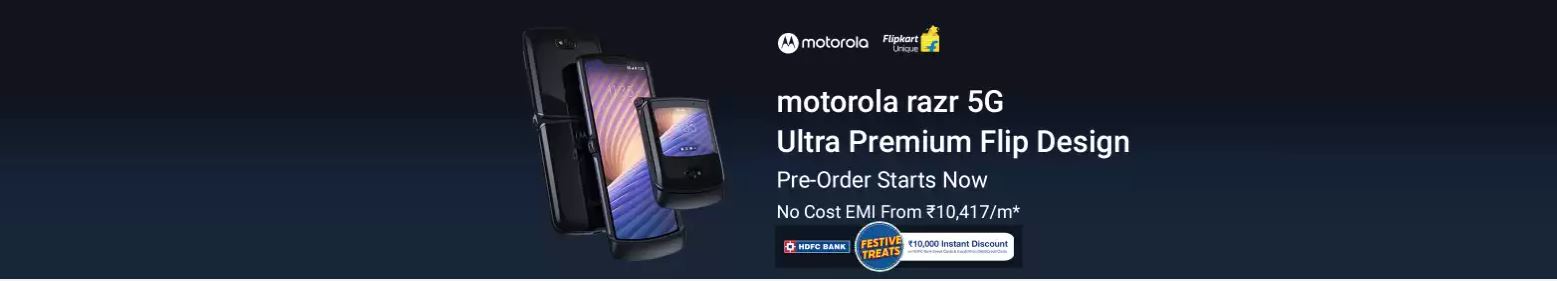 motorola
Flipkart
Unique
motorola razr 5G
Ultra Premium Flip Design
Pre-Order Starts Now
No Cost EMI From ₹10,417/m*
HDFC BANK
FESTIVE
TREATS
₹10,000 Instant Discount